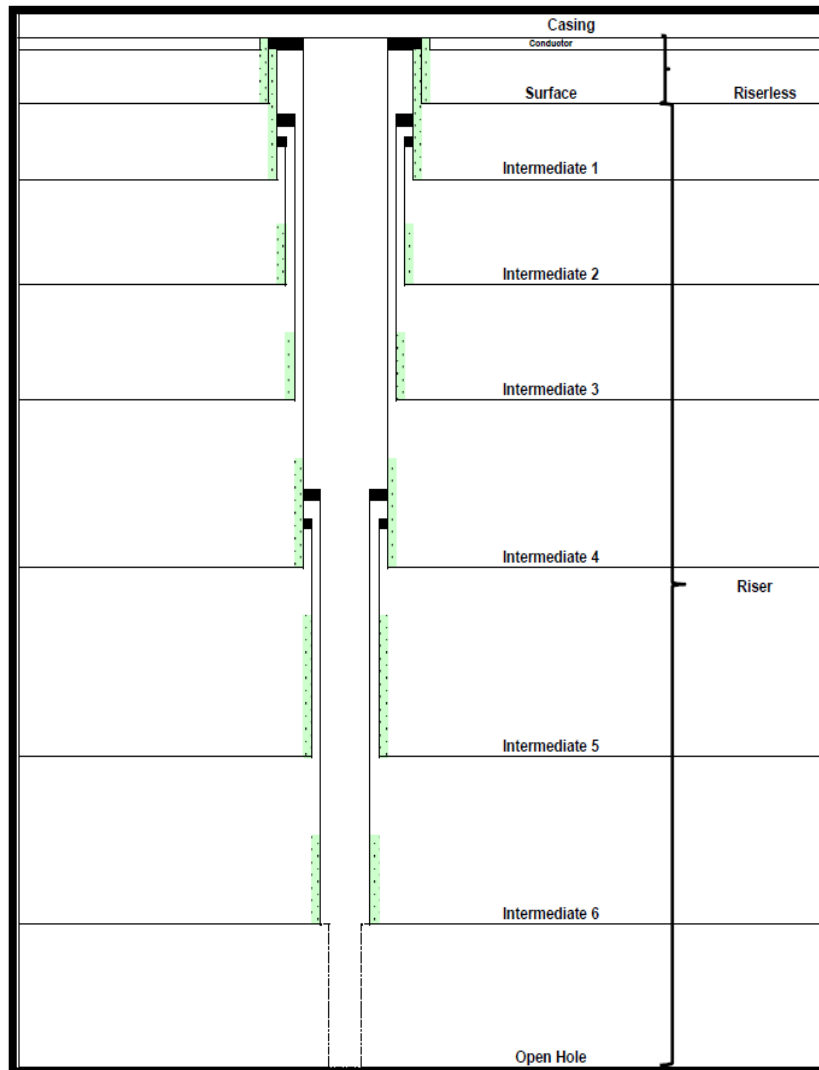 Casing
Conductor
Surface
Riserless
Intermediate 1
Intermediate 2
Intermediate 3
Intermediate 4
Riser
Intermediate 5
Intermediate 6
Open Hole